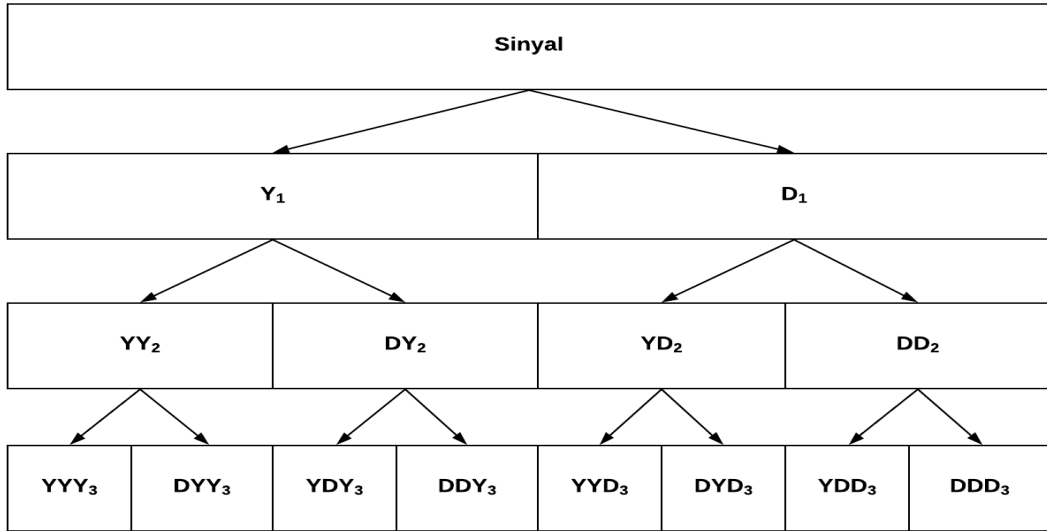 Sinyal
Y₁ D₁
YY₂ DY₂ YD₂ DD₂
YYY₃ DYY₃ YDY₃ DDY₃ YYD₃ DYD₃ YDD₃ DDD₃